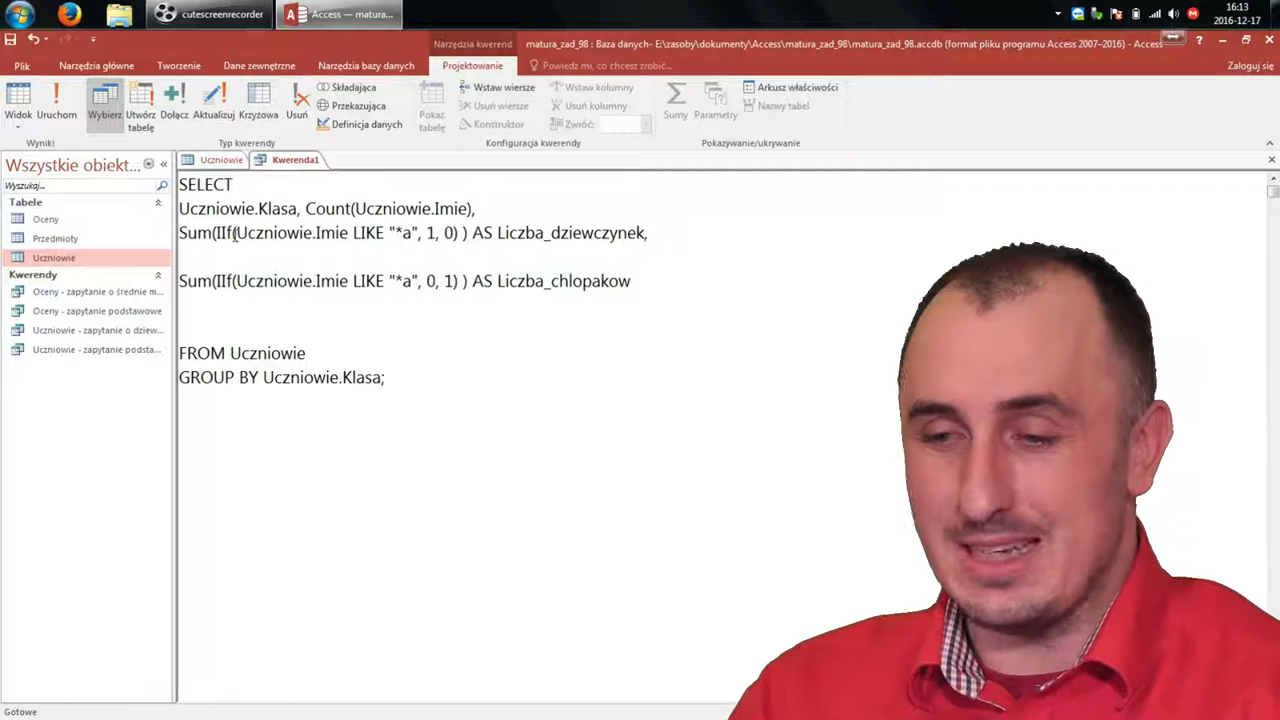 cutescreenrecorder
Access — matura...
16:13
2016-12-17
Narzędzia kwerend
matura_zad_98 : Baza danych- E:\zasoby\dokumenty\Access\matura_zad_98\matura_zad_98.accdb (format pliku programu Access 2007–2016) - Access
Plik
Narzędzia główne
Tworzenie
Dane zewnętrzne
Narzędzia bazy danych
Projektowanie
Powiedz mi, co chcesz zrobić...
Zaloguj się
Widok
Uruchom
Wybierz
Utwórz tabelę
Dołącz
Aktualizuj
Krzyżowa
Usuń
Składająca
Przekazująca
Definicja danych
Pokaż tabelę
Wstaw wiersze
Usuń wiersze
Konstruktor
Wstaw kolumny
Usuń kolumny
Zwróć:
Sumy
Parametry
Arkusz właściwości
Nazwy tabel
Wyniki
Typ kwerendy
Konfiguracja kwerendy
Pokazywanie/ukrywanie
Wszystkie obiekt...
Wyszukaj...
Tabele
Oceny
Przedmioty
Uczniowie
Kwerendy
Oceny - zapytanie o średnie m...
Oceny - zapytanie podstawowe
Uczniowie - zapytanie o dziew...
Uczniowie - zapytanie podsta...
Uczniowie
Kwerenda1
SELECT
Uczniowie.Klasa, Count(Uczniowie.Imie),
Sum(IIf(Uczniowie.Imie LIKE "*a", 1, 0) ) AS Liczba_dziewczynek,
Sum(IIf(Uczniowie.Imie LIKE "*a", 0, 1) ) AS Liczba_chlopakow
FROM Uczniowie
GROUP BY Uczniowie.Klasa;
Gotowe